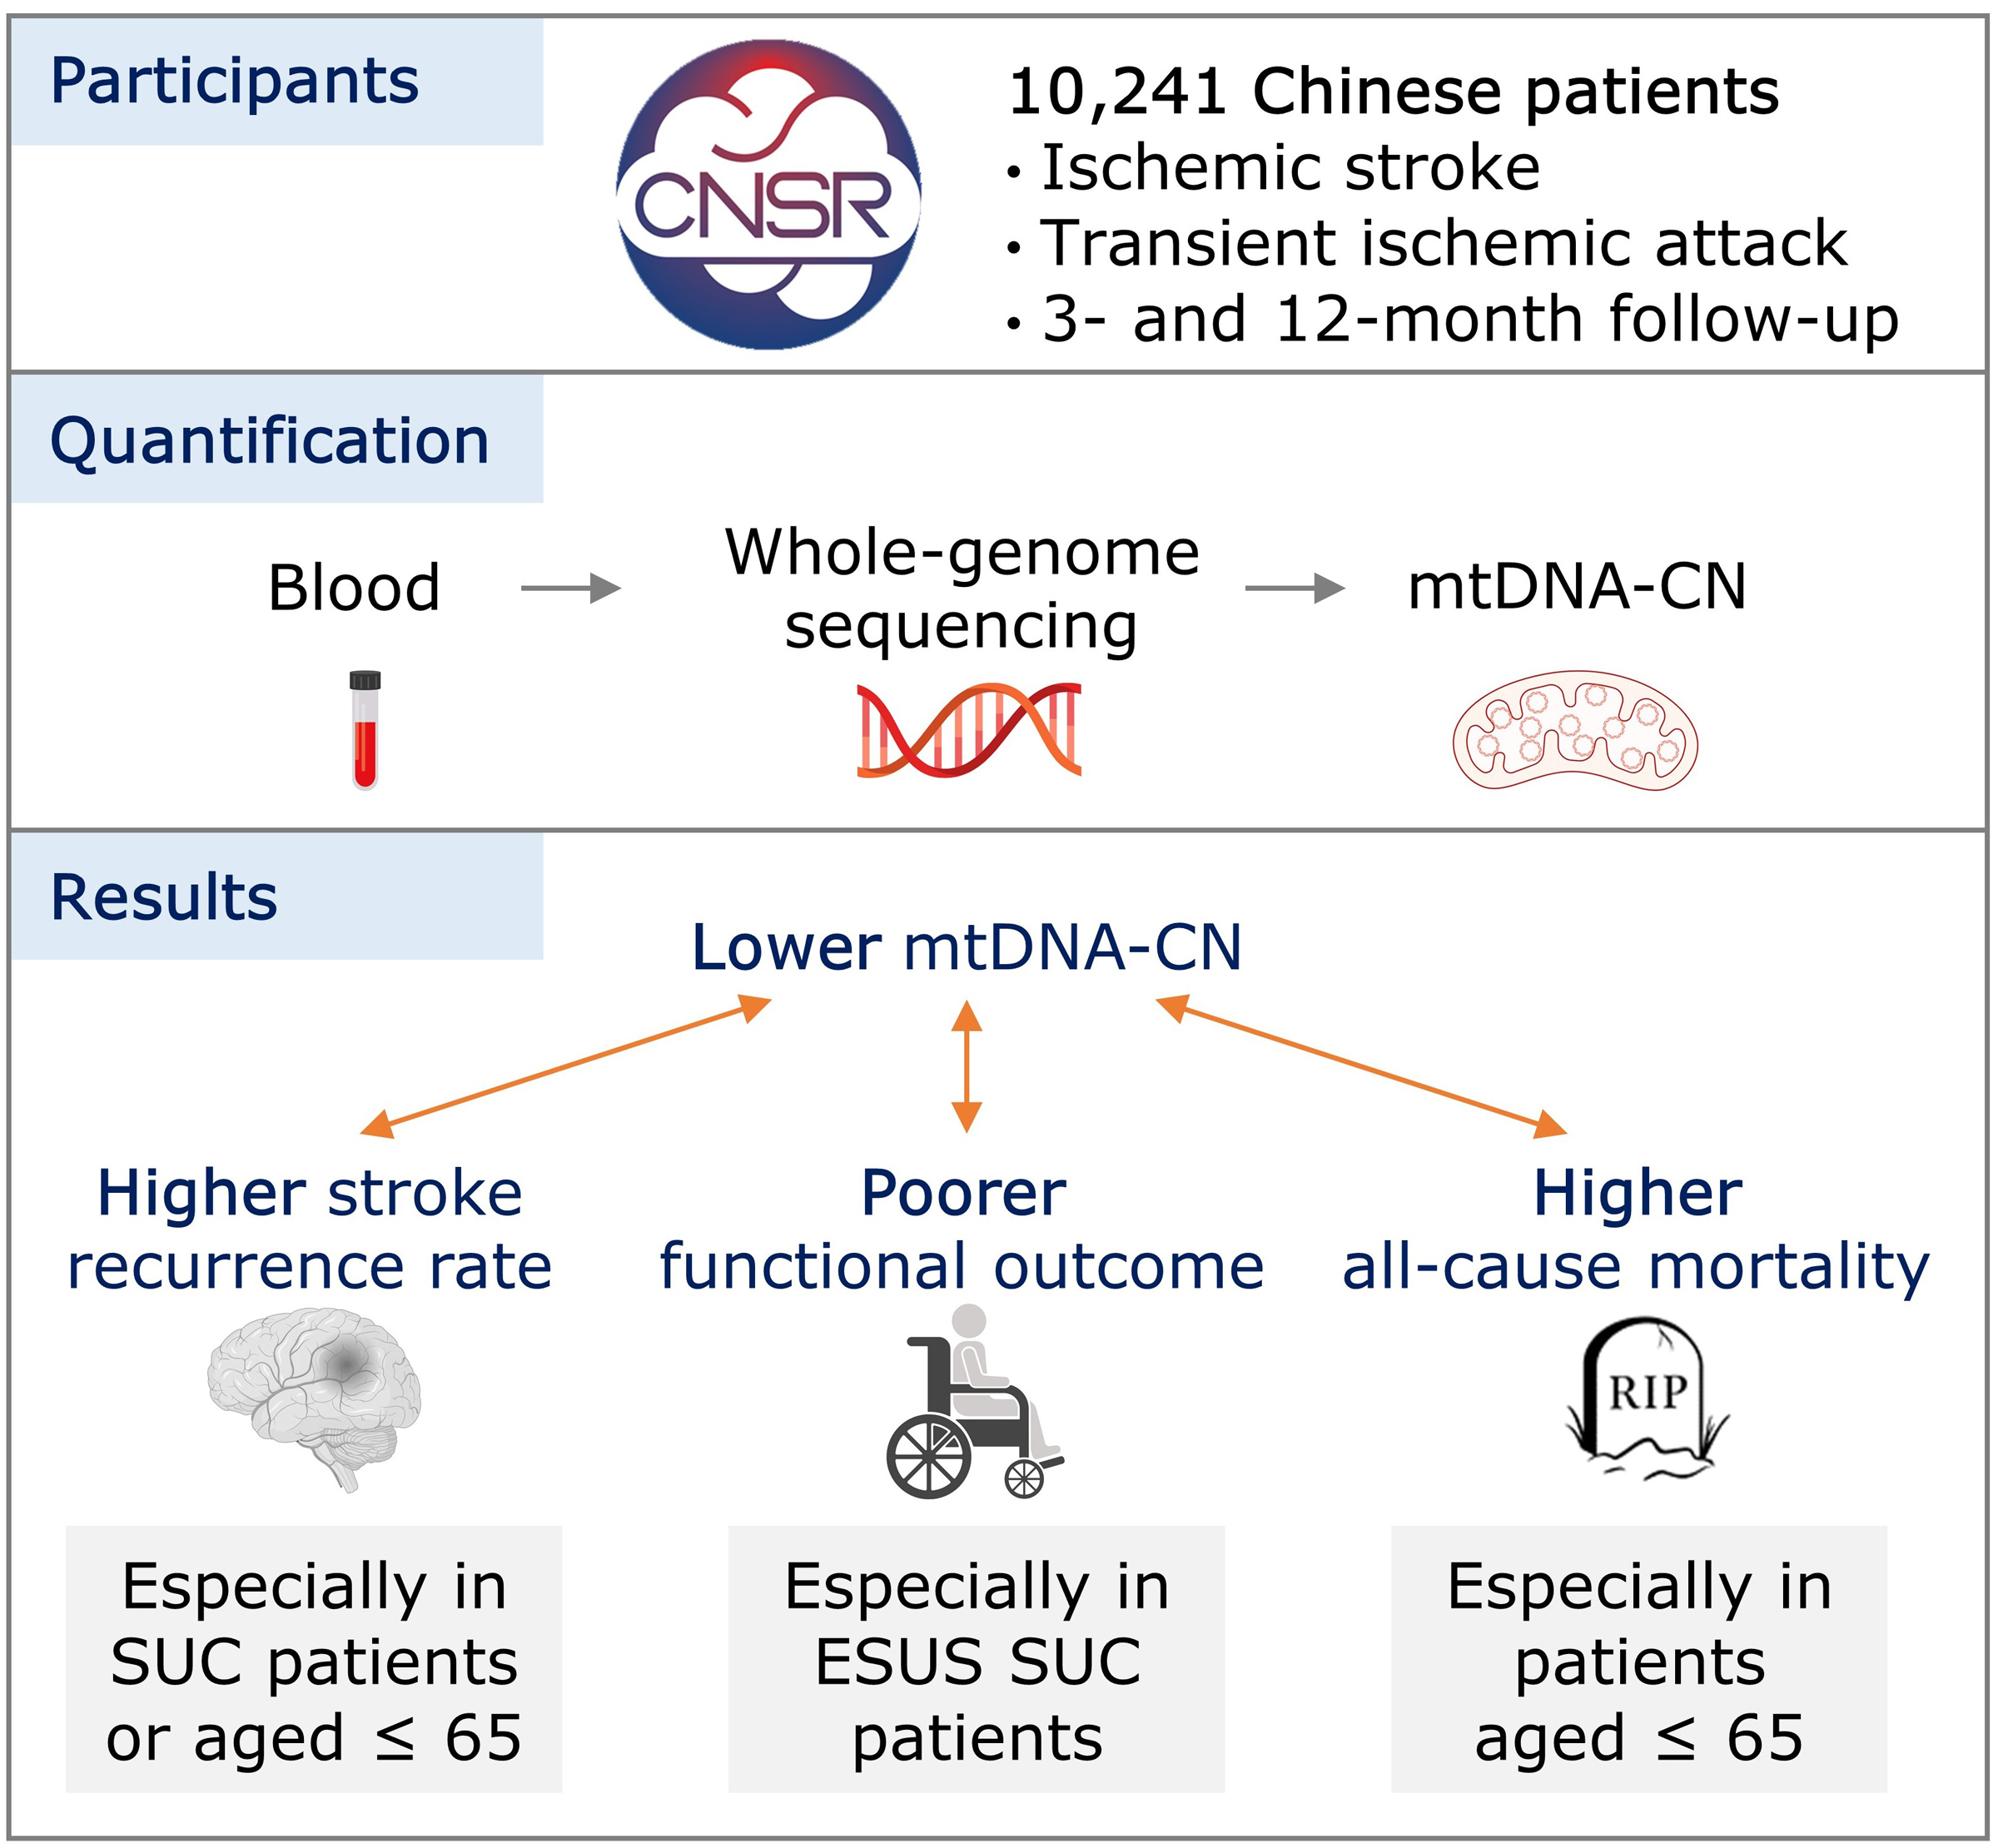 Participants
CNSR
10,241 Chinese patients
• Ischemic stroke
• Transient ischemic attack
• 3- and 12-month follow-up
Quantification
Blood
Whole-genome
sequencing
mtDNA-CN
Results
Lower mtDNA-CN
Higher stroke
recurrence rate
Poorer
functional outcome
Higher
all-cause mortality
RIP
Especially in
SUC patients
or aged ≤ 65
Especially in
ESUS SUC
patients
Especially in
patients
aged ≤ 65